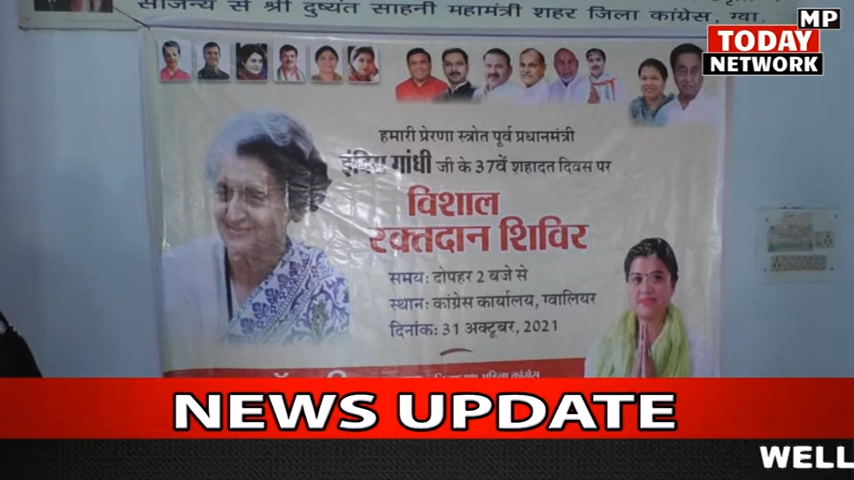 सौजन्य से श्री दुष्यंत साहनी महामंत्री शहर जिला कांग्रेस, ग्वा.
MP
TODAY
NETWORK
हमारी प्रेरणा स्त्रोत पूर्व प्रधानमंत्री
इंदिरा गांधी जी के 37वें शहादत दिवस पर
विशाल
रक्तदान शिविर
समय: दोपहर 2 बजे से
स्थान: कांग्रेस कार्यालय, ग्वालियर
दिनांक: 31 अक्टूबर, 2021
महिला कांग्रेस
NEWS UPDATE
WELL